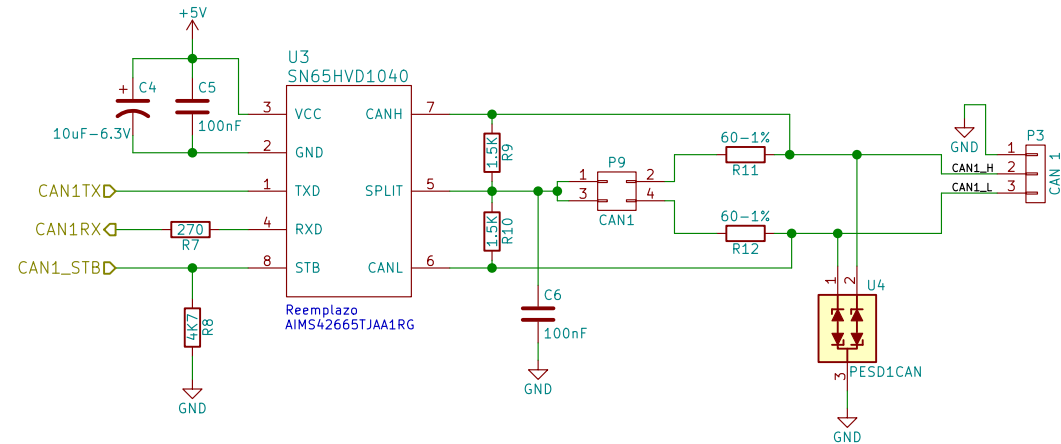 +5V
U3
SN65HVD1040
+ C4
C5
10uF-6.3V
100nF
3 VCC CANH 7
2 GND
1 TXD SPLIT 5
4 RXD
8 STB CANL 6
CAN1TX
CAN1RX
270
R7
CAN1_STB
4K7
R8
GND
Reemplazo
AIMS42665TJAA1RG
1.5K
R9
1.5K
R10
P9
1 2
3 4
CAN1
60-1%
R11
60-1%
R12
C6
100nF
GND
GND
P3
1
CAN1_H 2
CAN1_L 3
CAN 1
1 2
U4
3
PESD1CAN
GND